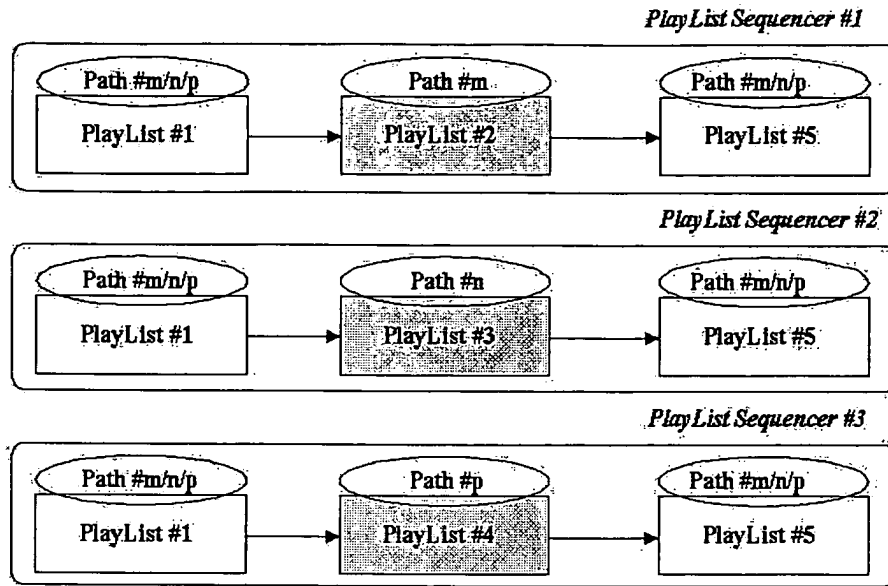 PlayList Sequencer #1
Path #m/n/p
Path #m
Path #m/n/p
PlayList #1
PlayList #2
PlayList #5
PlayList Sequencer #2
Path #m/n/p
Path #n
Path #m/n/p
PlayList #1
PlayList #3
PlayList #5
PlayList Sequencer #3
Path #m/n/p
Path #p
Path #m/n/p
PlayList #1
PlayList #4
PlayList #5